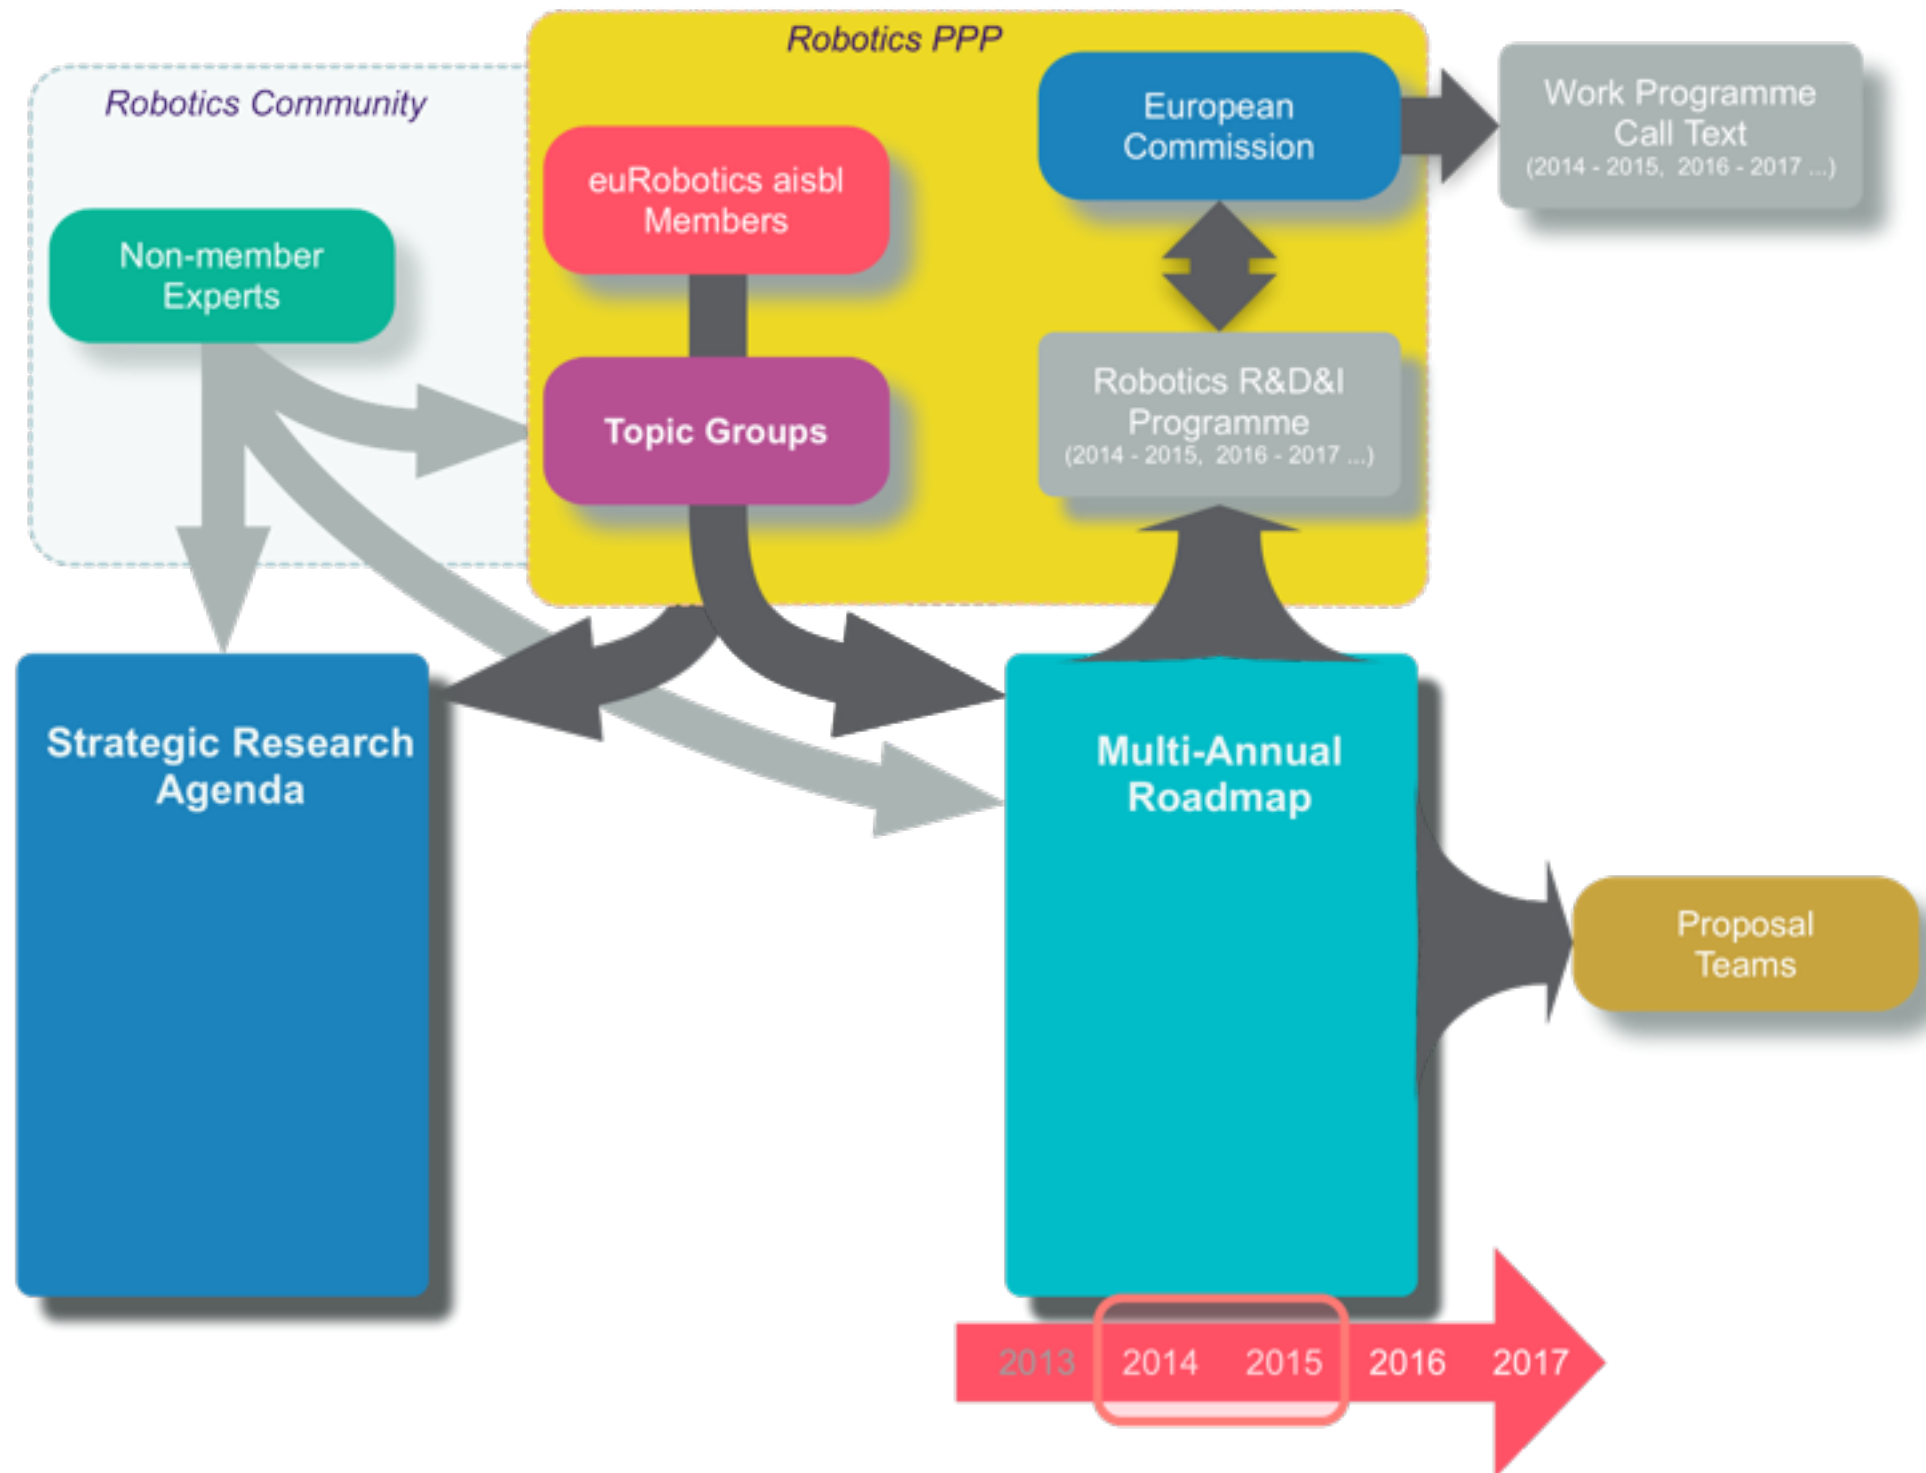 Robotics PPP
Robotics Community
European
Commission
Work Programme
Call Text
(2014 - 2015, 2016 - 2017 ...)
euRobotics aisbl
Members
Non-member
Experts
Topic Groups
Robotics R&D&I
Programme
(2014 - 2015, 2016 - 2017 ...)
Strategic Research
Agenda
Multi-Annual
Roadmap
Proposal
Teams
2013 2014 2015 2016 2017